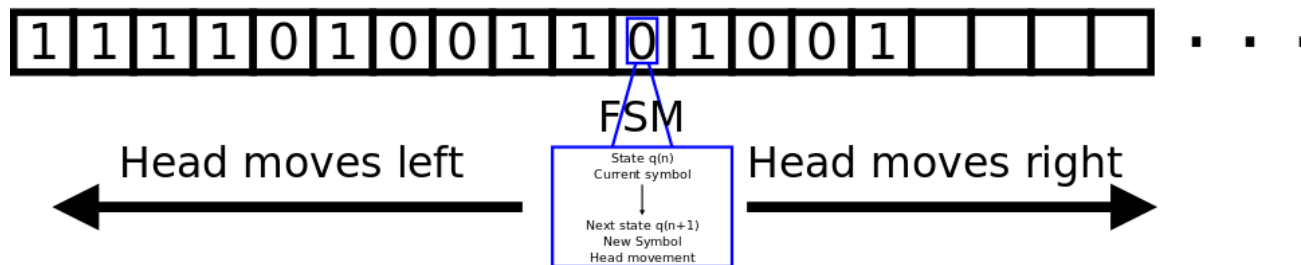 1 1 1 1 0 1 0 0 1 1 0 1 0 0 1 . . .
FSM
Head moves left
State q(n)
Current symbol
Next state q(n+1)
New Symbol
Head movement
Head moves right